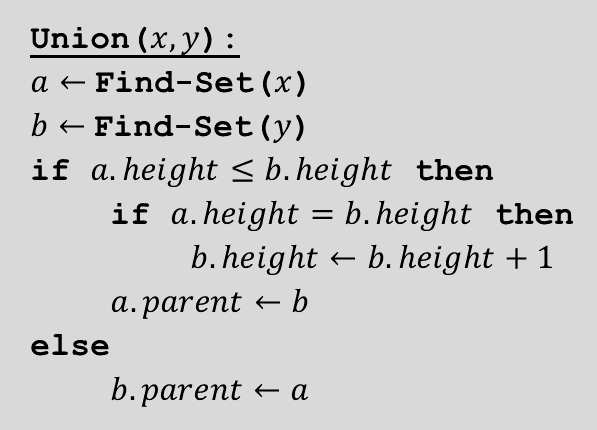 Union(x,y):
a ← Find-Set(x)
b ← Find-Set(y)
if a.height ≤ b.height then
if a.height = b.height then
b.height ← b.height + 1
a.parent ← b
else
b.parent ← a